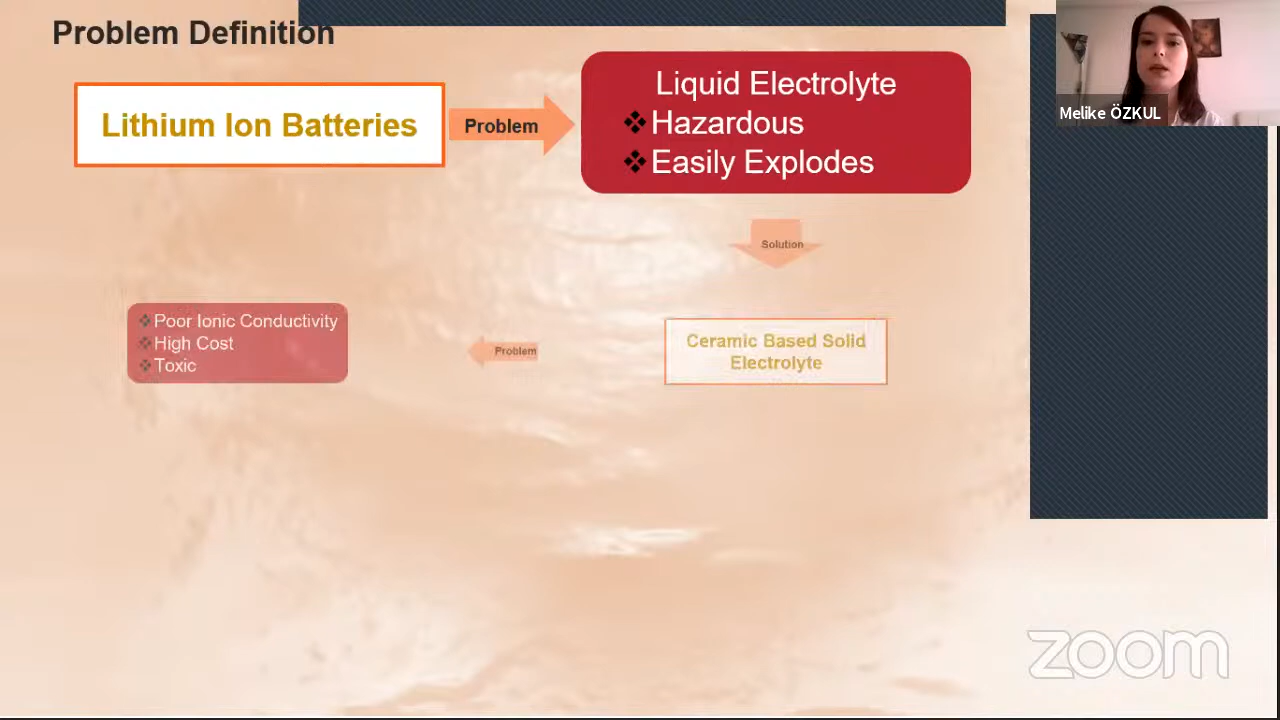 Problem Definition
Lithium Ion Batteries
Problem
Liquid Electrolyte
❖ Hazardous
❖ Easily Explodes
Melike ÖZKUL
Solution
❖ Poor Ionic Conductivity
❖ High Cost
❖ Toxic
Problem
Ceramic Based Solid
Electrolyte
zoom